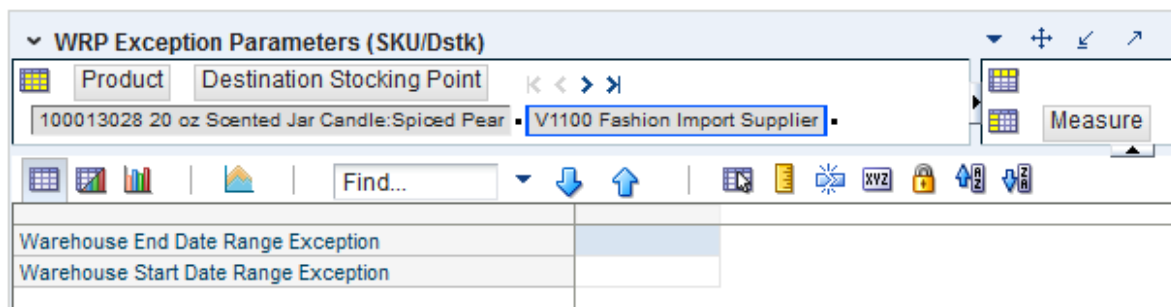 WRP Exception Parameters (SKU/Dstk)
Product Destination Stocking Point
Measure
100013028 20 oz Scented Jar Candle:Spiced Pear V1100 Fashion Import Supplier
Find... XYZ A Z Z A
Warehouse End Date Range Exception
Warehouse Start Date Range Exception